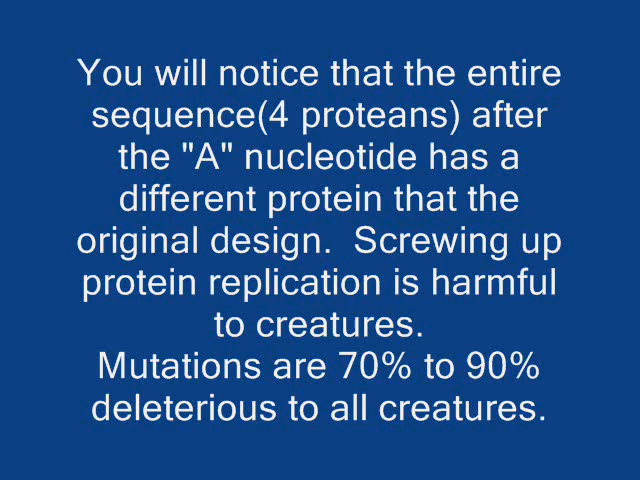 You will notice that the entire
sequence(4 proteans) after
the "A" nucleotide has a
different protein that the
original design.  Screwing up
protein replication is harmful
to creatures.
Mutations are 70% to 90%
deleterious to all creatures.